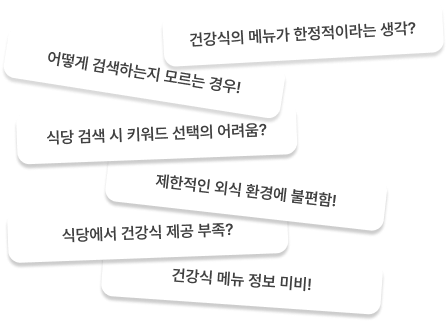 건강식의 메뉴가 한정적이라는 생각?
어떻게 검색하는지 모르는 경우!
식당 검색 시 키워드 선택의 어려움?
제한적인 외식 환경에 불편함!
식당에서 건강식 제공 부족?
건강식 메뉴 정보 미비!